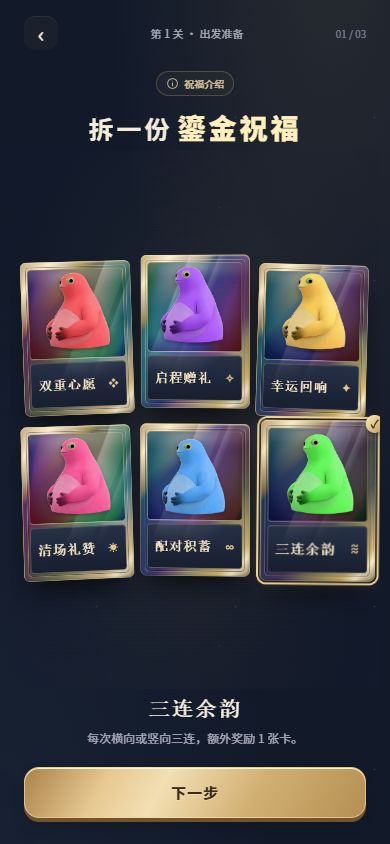 第 1 关 · 出发准备
01 / 03
祝福介绍
拆一份 鎏金祝福
双重心愿
启程赠礼
幸运回响
清场礼赞
配对积蓄
三连余韵
三连余韵
每次横向或竖向三连，额外奖励 1 张卡。
下一步